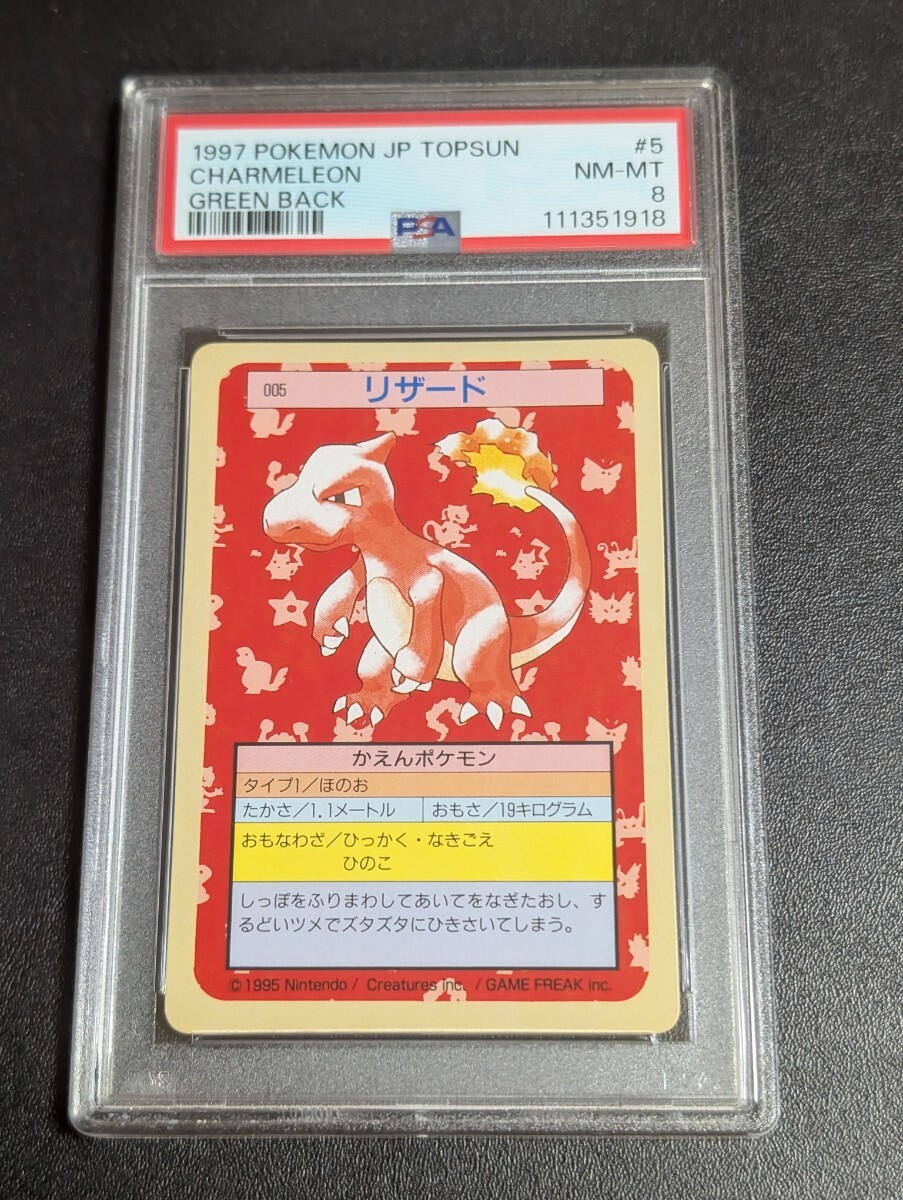 1997 POKEMON JP TOPSUN #5
CHARMELEON NM-MT
GREEN BACK 8
111351918
PSA
005 リザード
かえんポケモン
タイプ1/ほのお
たかさ/1.1メートル おもさ/19キログラム
おもなわざ/ひっかく・なきごえ
ひのこ
しっぽをふりまわしてあいてをなぎたおし、す
るどいツメでズタズタにひきさいてしまう。
©1995 Nintendo / Creatures inc. / GAME FREAK inc.